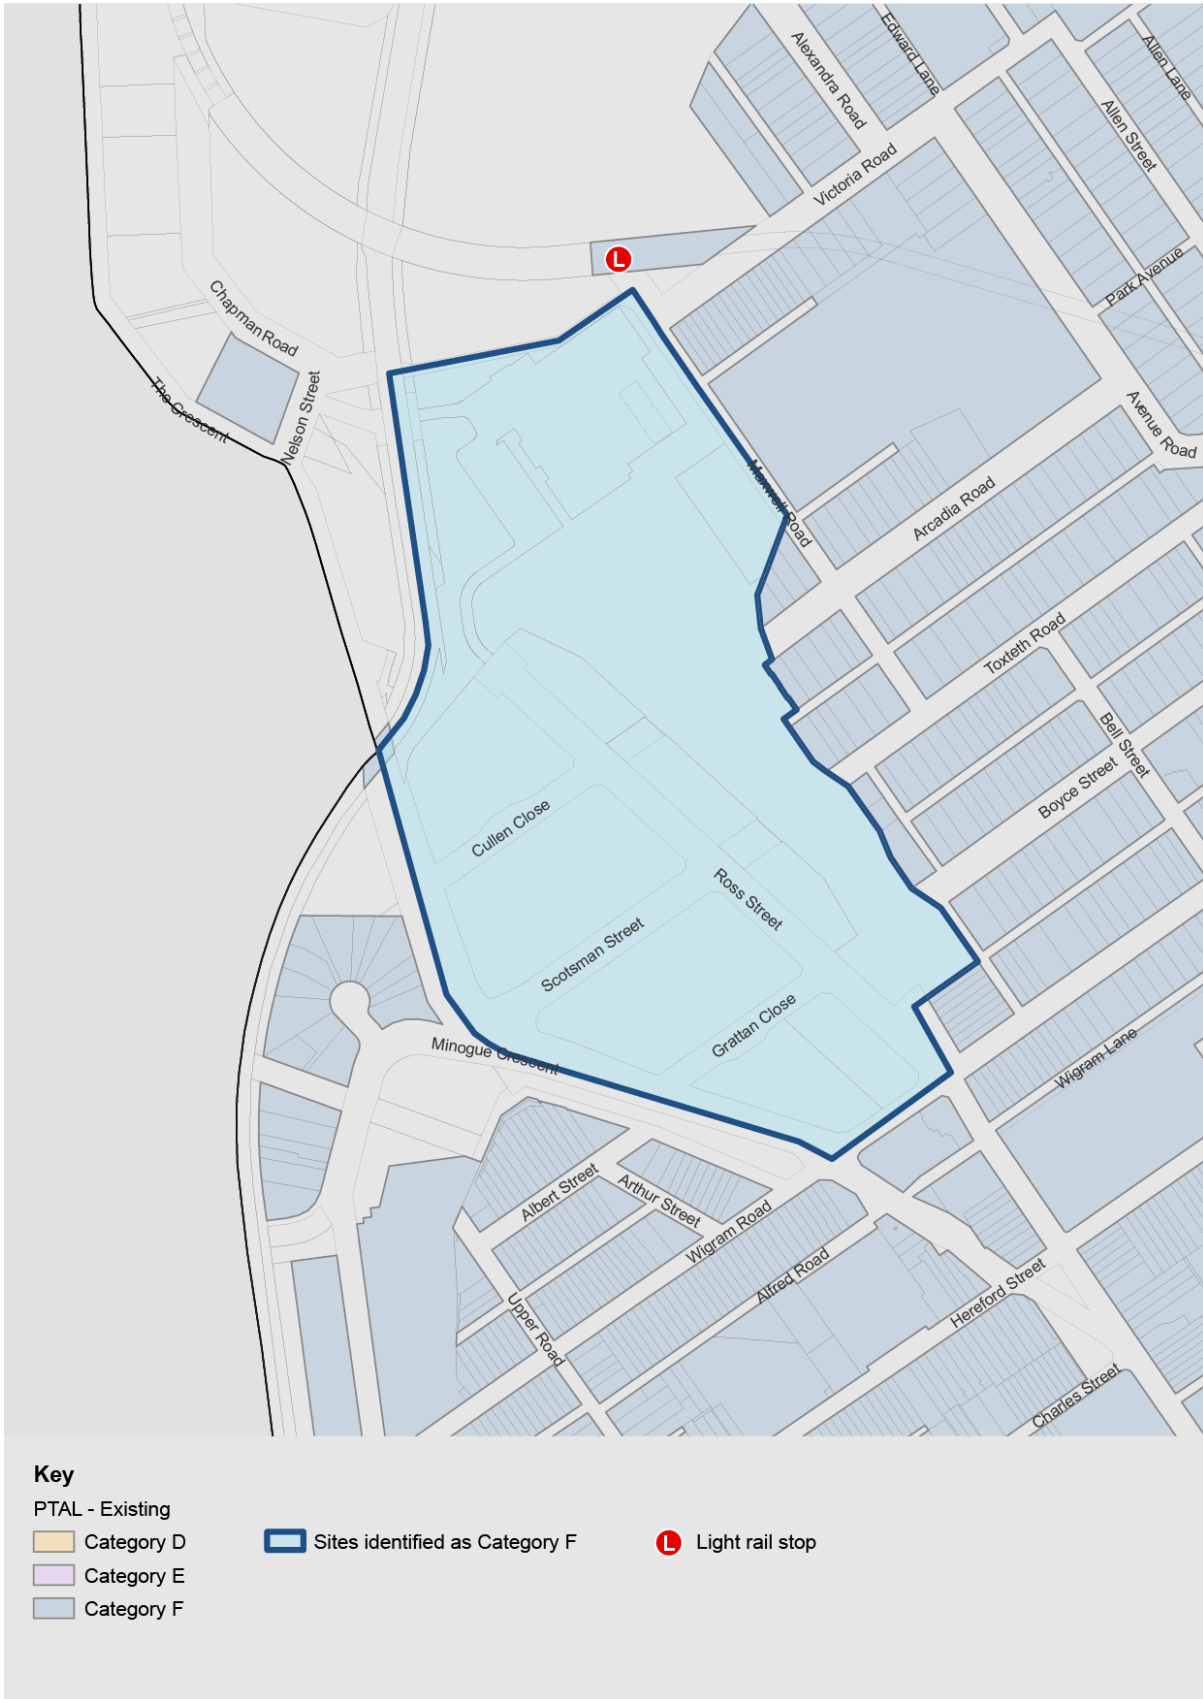 Edward Lane
Allen Lane
Alexandra Road
Allen Street
Victoria Road
Park Avenue
L
Chapman Road
The Crescent
Nelson Street
Avenue Road
Maxwell Road
Arcadia Road
Toxteth Road
Bell Street
Boyce Street
Cullen Close
Ross Street
Scotsman Street
Grattan Close
Minogue Crescent
Wigram Lane
Albert Street
Arthur Street
Wigram Road
Alfred Road
Hereford Street
Upper Road
Charles Street
Key
PTAL - Existing
Category D
Sites identified as Category F
L Light rail stop
Category E
Category F